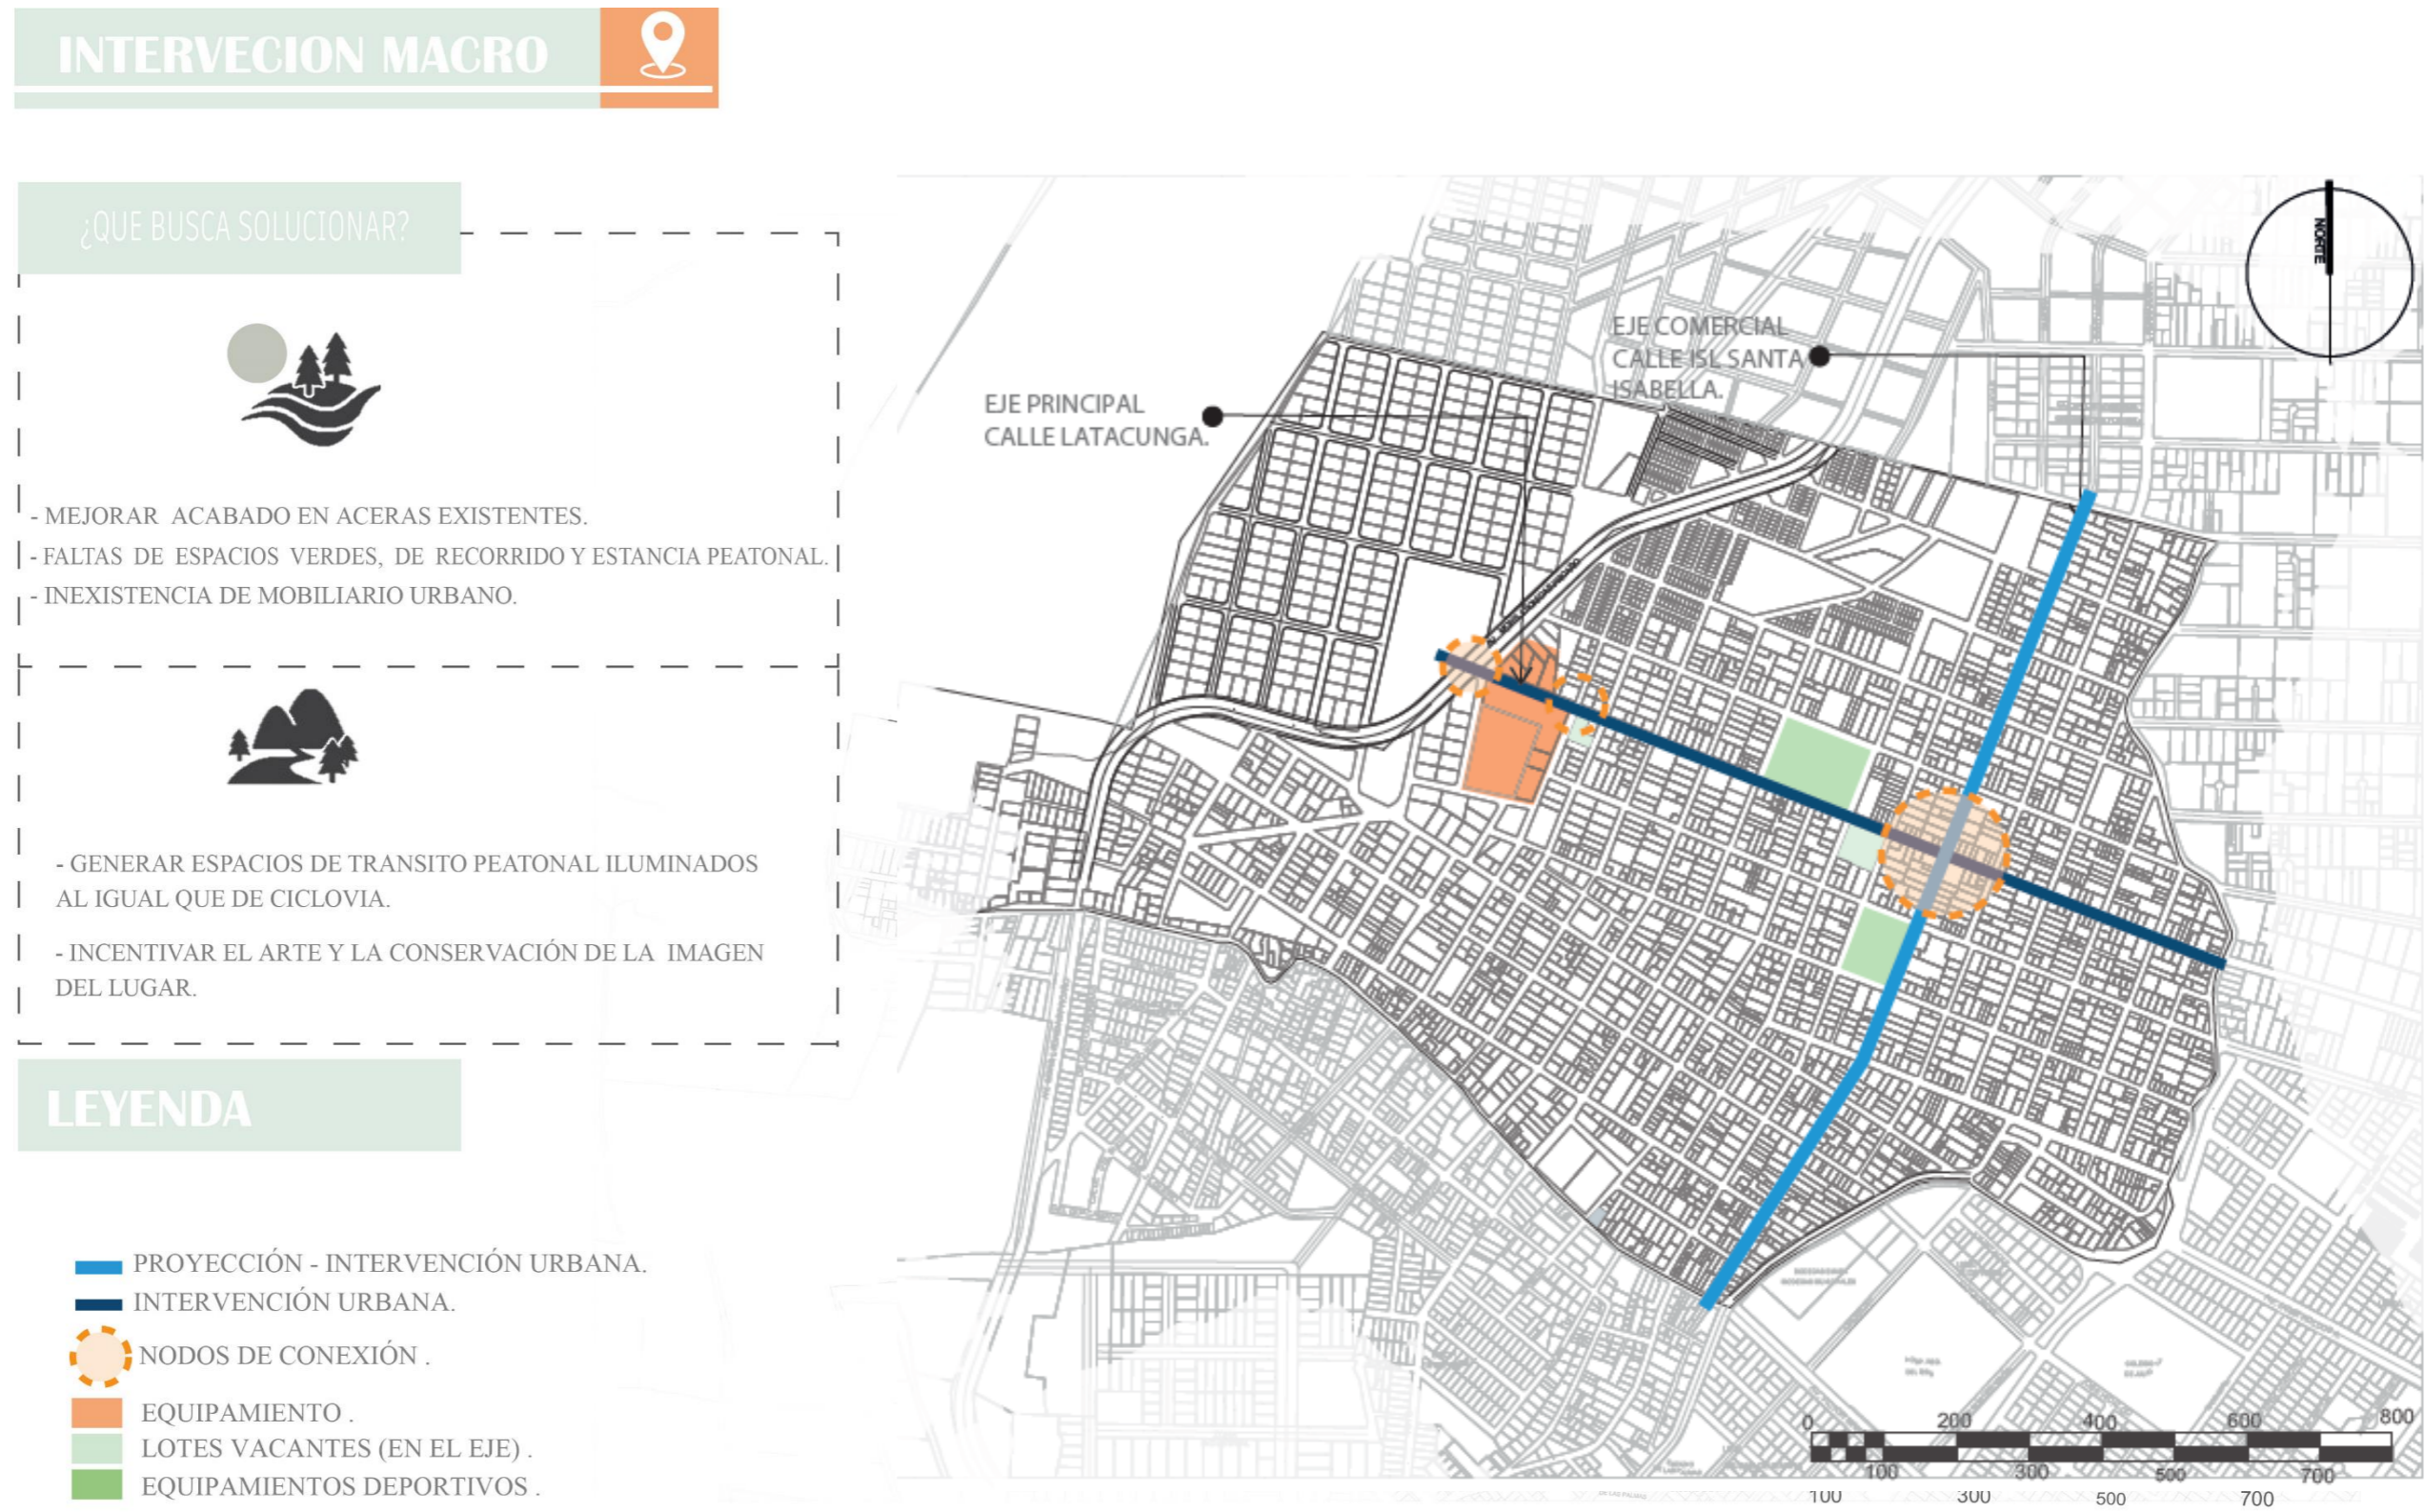 INTERVECION MACRO
¿QUE BUSCA SOLUCIONAR?
- MEJORAR ACABADO EN ACERAS EXISTENTES.
- FALTAS DE ESPACIOS VERDES, DE RECORRIDO Y ESTANCIA PEATONAL.
- INEXISTENCIA DE MOBILIARIO URBANO.
- GENERAR ESPACIOS DE TRANSITO PEATONAL ILUMINADOS
AL IGUAL QUE DE CICLOVIA.
- INCENTIVAR EL ARTE Y LA CONSERVACIÓN DE LA IMAGEN
DEL LUGAR.
LEYENDA
PROYECCIÓN - INTERVENCIÓN URBANA.
INTERVENCIÓN URBANA.
NODOS DE CONEXIÓN .
EQUIPAMIENTO .
LOTES VACANTES (EN EL EJE) .
EQUIPAMIENTOS DEPORTIVOS .
EJE PRINCIPAL
CALLE LATACUNGA.
EJE COMERCIAL
CALLE ISL SANTA
ISABELLA.
NORTE
0 200 400 600 800
100 300 500 700
100 300 500 700